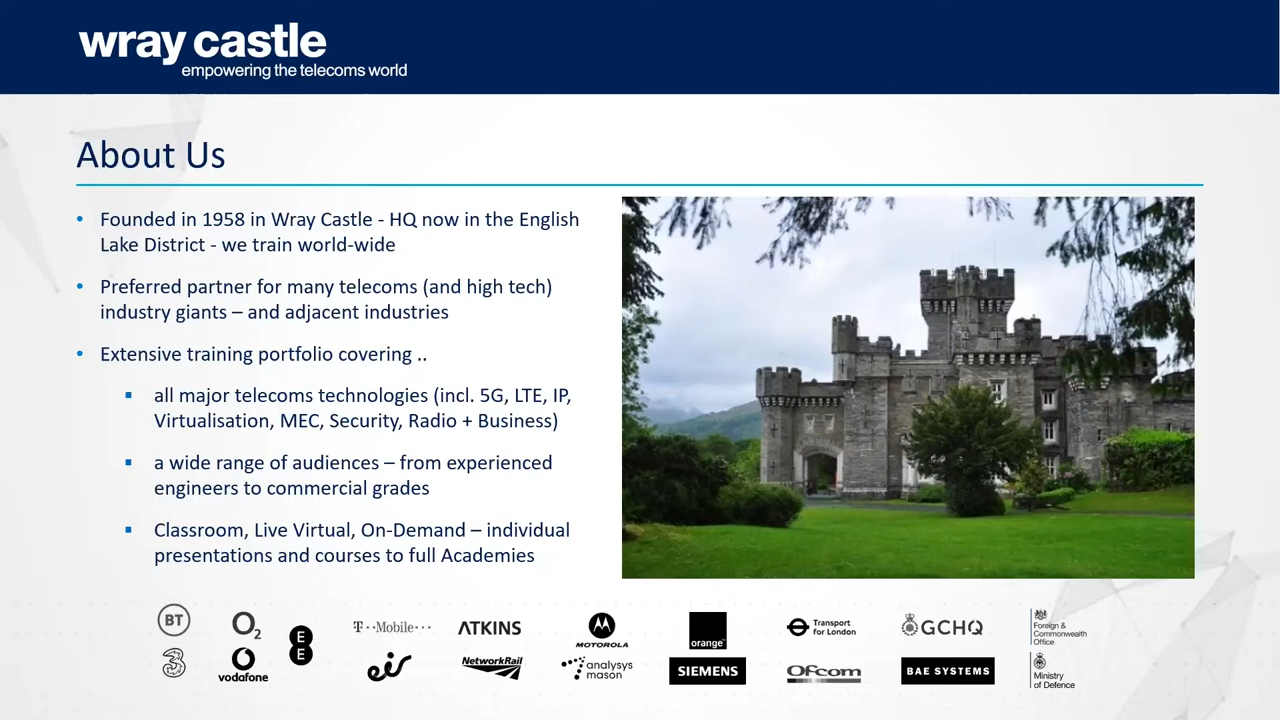 wray castle
empowering the telecoms world
About Us
• Founded in 1958 in Wray Castle - HQ now in the English
Lake District - we train world-wide
• Preferred partner for many telecoms (and high tech)
industry giants – and adjacent industries
• Extensive training portfolio covering ..
▪ all major telecoms technologies (incl. 5G, LTE, IP,
Virtualisation, MEC, Security, Radio + Business)
▪ a wide range of audiences – from experienced
engineers to commercial grades
▪ Classroom, Live Virtual, On-Demand – individual
presentations and courses to full Academies
BT
O2
EE
T··Mobile···
ATKINS
MOTOROLA
orange™
Transport
for London
GCHQ
Foreign &
Commonwealth
Office
3
vodafone
eir
NetworkRail
analysys
mason
SIEMENS
Ofcom
BAE SYSTEMS
Ministry
of Defence